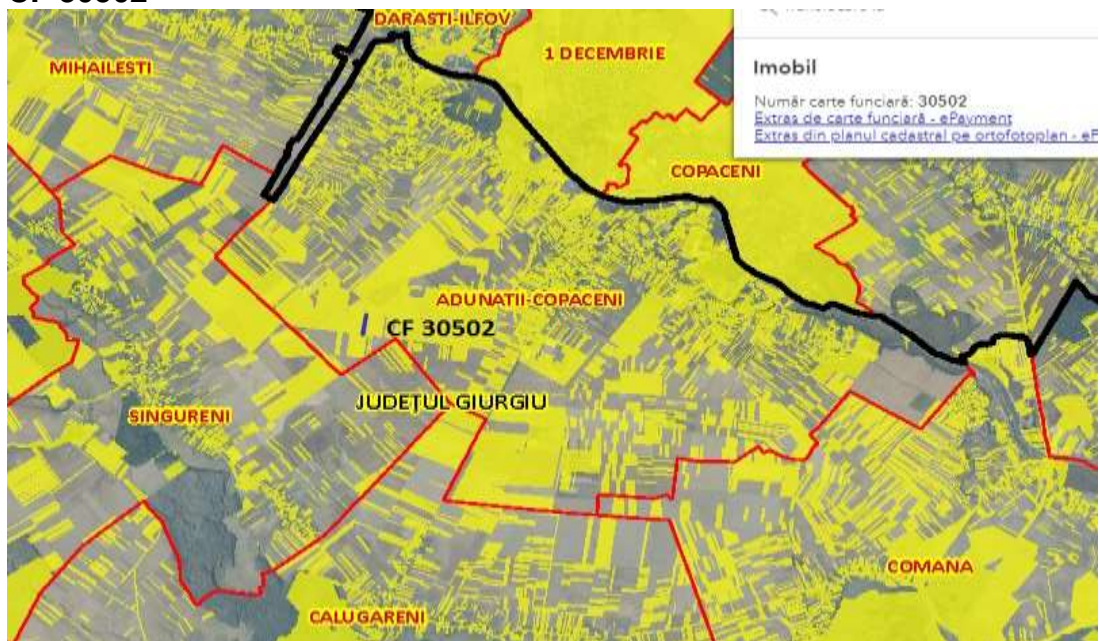 DARASTI-ILFOV
1 DECEMBRIE
MIHAILESTI
Imobil
Număr carte funciară: 30502
Extras de carte funciară - ePayment
Extras din planul cadastral pe ortofotoplan - eP
COPACENI
ADUNATII-COPACENI
CF 30502
JUDEȚUL GIURGIU
SINGURENI
COMANA
CALUGARENI